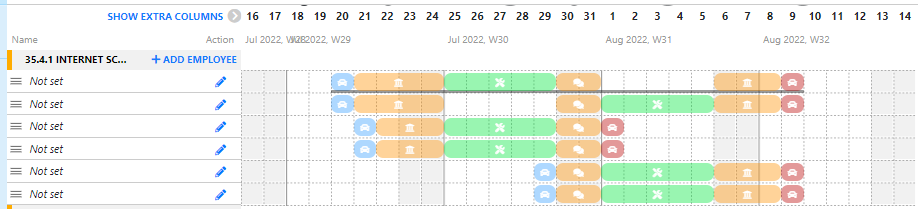 SHOW EXTRA COLUMNS 16 17 18 19 20 21 22 23 24 25 26 27 28 29 30 31 1 2 3 4 5 6 7 8 9 10 11 12 13 14
Name Action Jul 2022, W28 2022, W29 Jul 2022, W30 Aug 2022, W31 Aug 2022, W32
35.4.1 INTERNET SC... + ADD EMPLOYEE
Not set
Not set
Not set
Not set
Not set
Not set